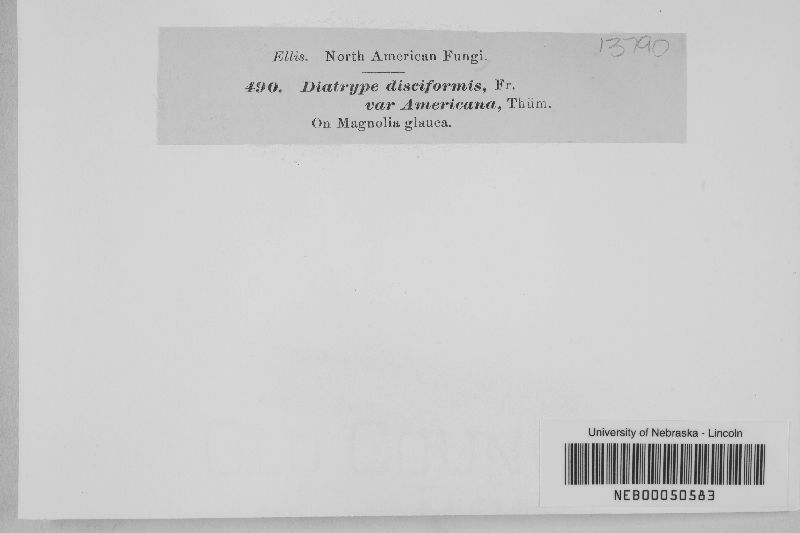 13790
Ellis. North American Fungi.
490. Diatrype disciformis, Fr.
var Americana, Thüm.
On Magnolia glauca.
University of Nebraska - Lincoln
NEB00050583